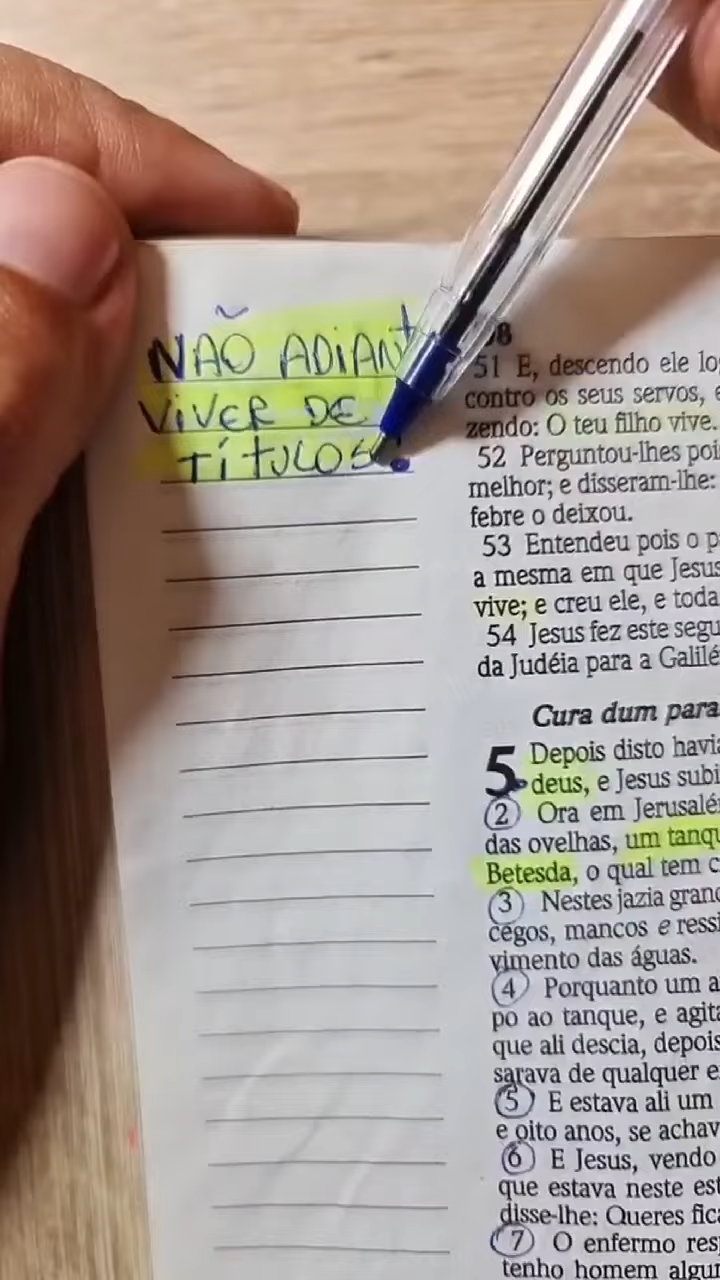 NÃO ADIANT
VIVER DE
TÍTULOS!
51 E, descendo ele lo
contro os seus servos, e
zendo: O teu filho vive.
52 Perguntou-lhes poi
melhor; e disseram-lhe:
febre o deixou.
53 Entendeu pois o p
a mesma em que Jesus
vive; e creu ele, e toda
54 Jesus fez este segu
da Judéia para a Galilé
Cura dum para
5 Depois disto havi
deus, e Jesus subi
2 Ora em Jerusalé
das ovelhas, um tanqu
Betesda, o qual tem c
3 Nestes jazia grand
cegos, mancos e ressi
vimento das águas.
4 Porquanto um a
po ao tanque, e agita
que ali descia, depois
sarava de qualquer e
5 E estava ali um
e oito anos, se achav
6 E Jesus, vendo
que estava neste est
disse-lhe: Queres fica
7 O enfermo res
tenho homem algu